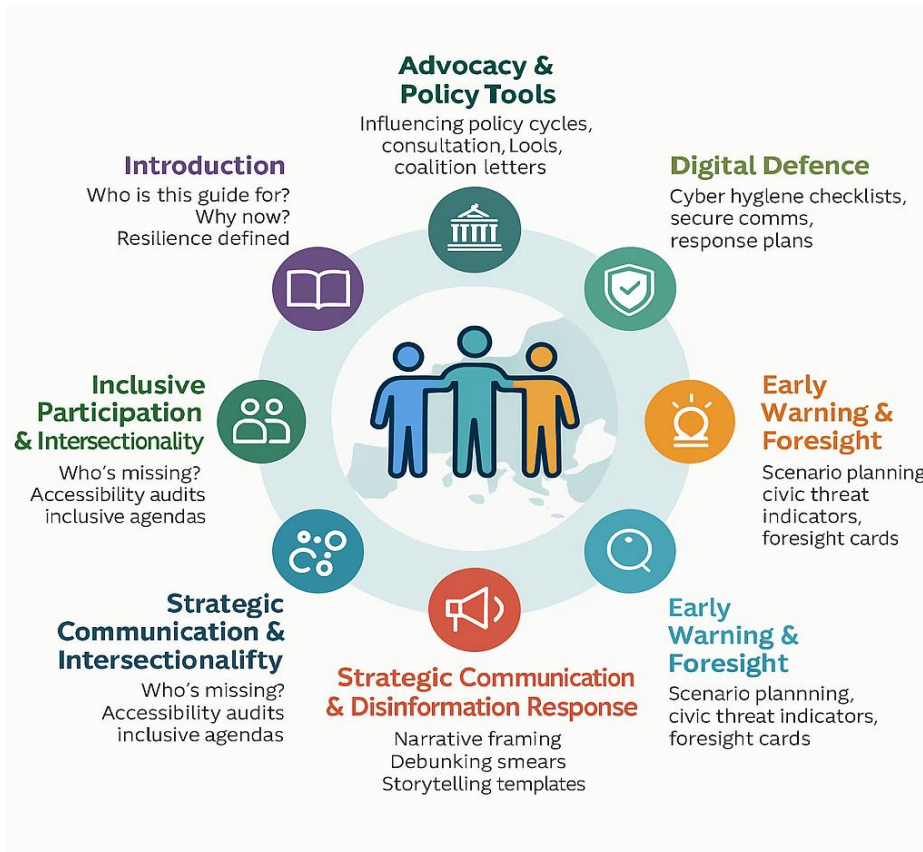 Advocacy &
Policy Tools
Influencing policy cycles,
consultation, Lools,
coalition letters
Introduction
Who is this guide for?
Why now?
Resilience defined
Digital Defence
Cyber hyglene checklists,
secure comms,
response plans
Inclusive
Participation
& Intersectionality
Who's missing?
Accessibility audits
inclusive agendas
Early
Warning &
Foresight
Scenario planning
civic threat
indicators,
foresight cards
Strategic
Communication &
Intersectionalifty
Who's missing?
Accessibility audits
inclusive agendas
Strategic Communication
& Disinformation Response
Narrative framing
Debunking smears
Storytelling templates
Early
Warning &
Foresight
Scenario plannning,
civic threat indicators,
foresight cards